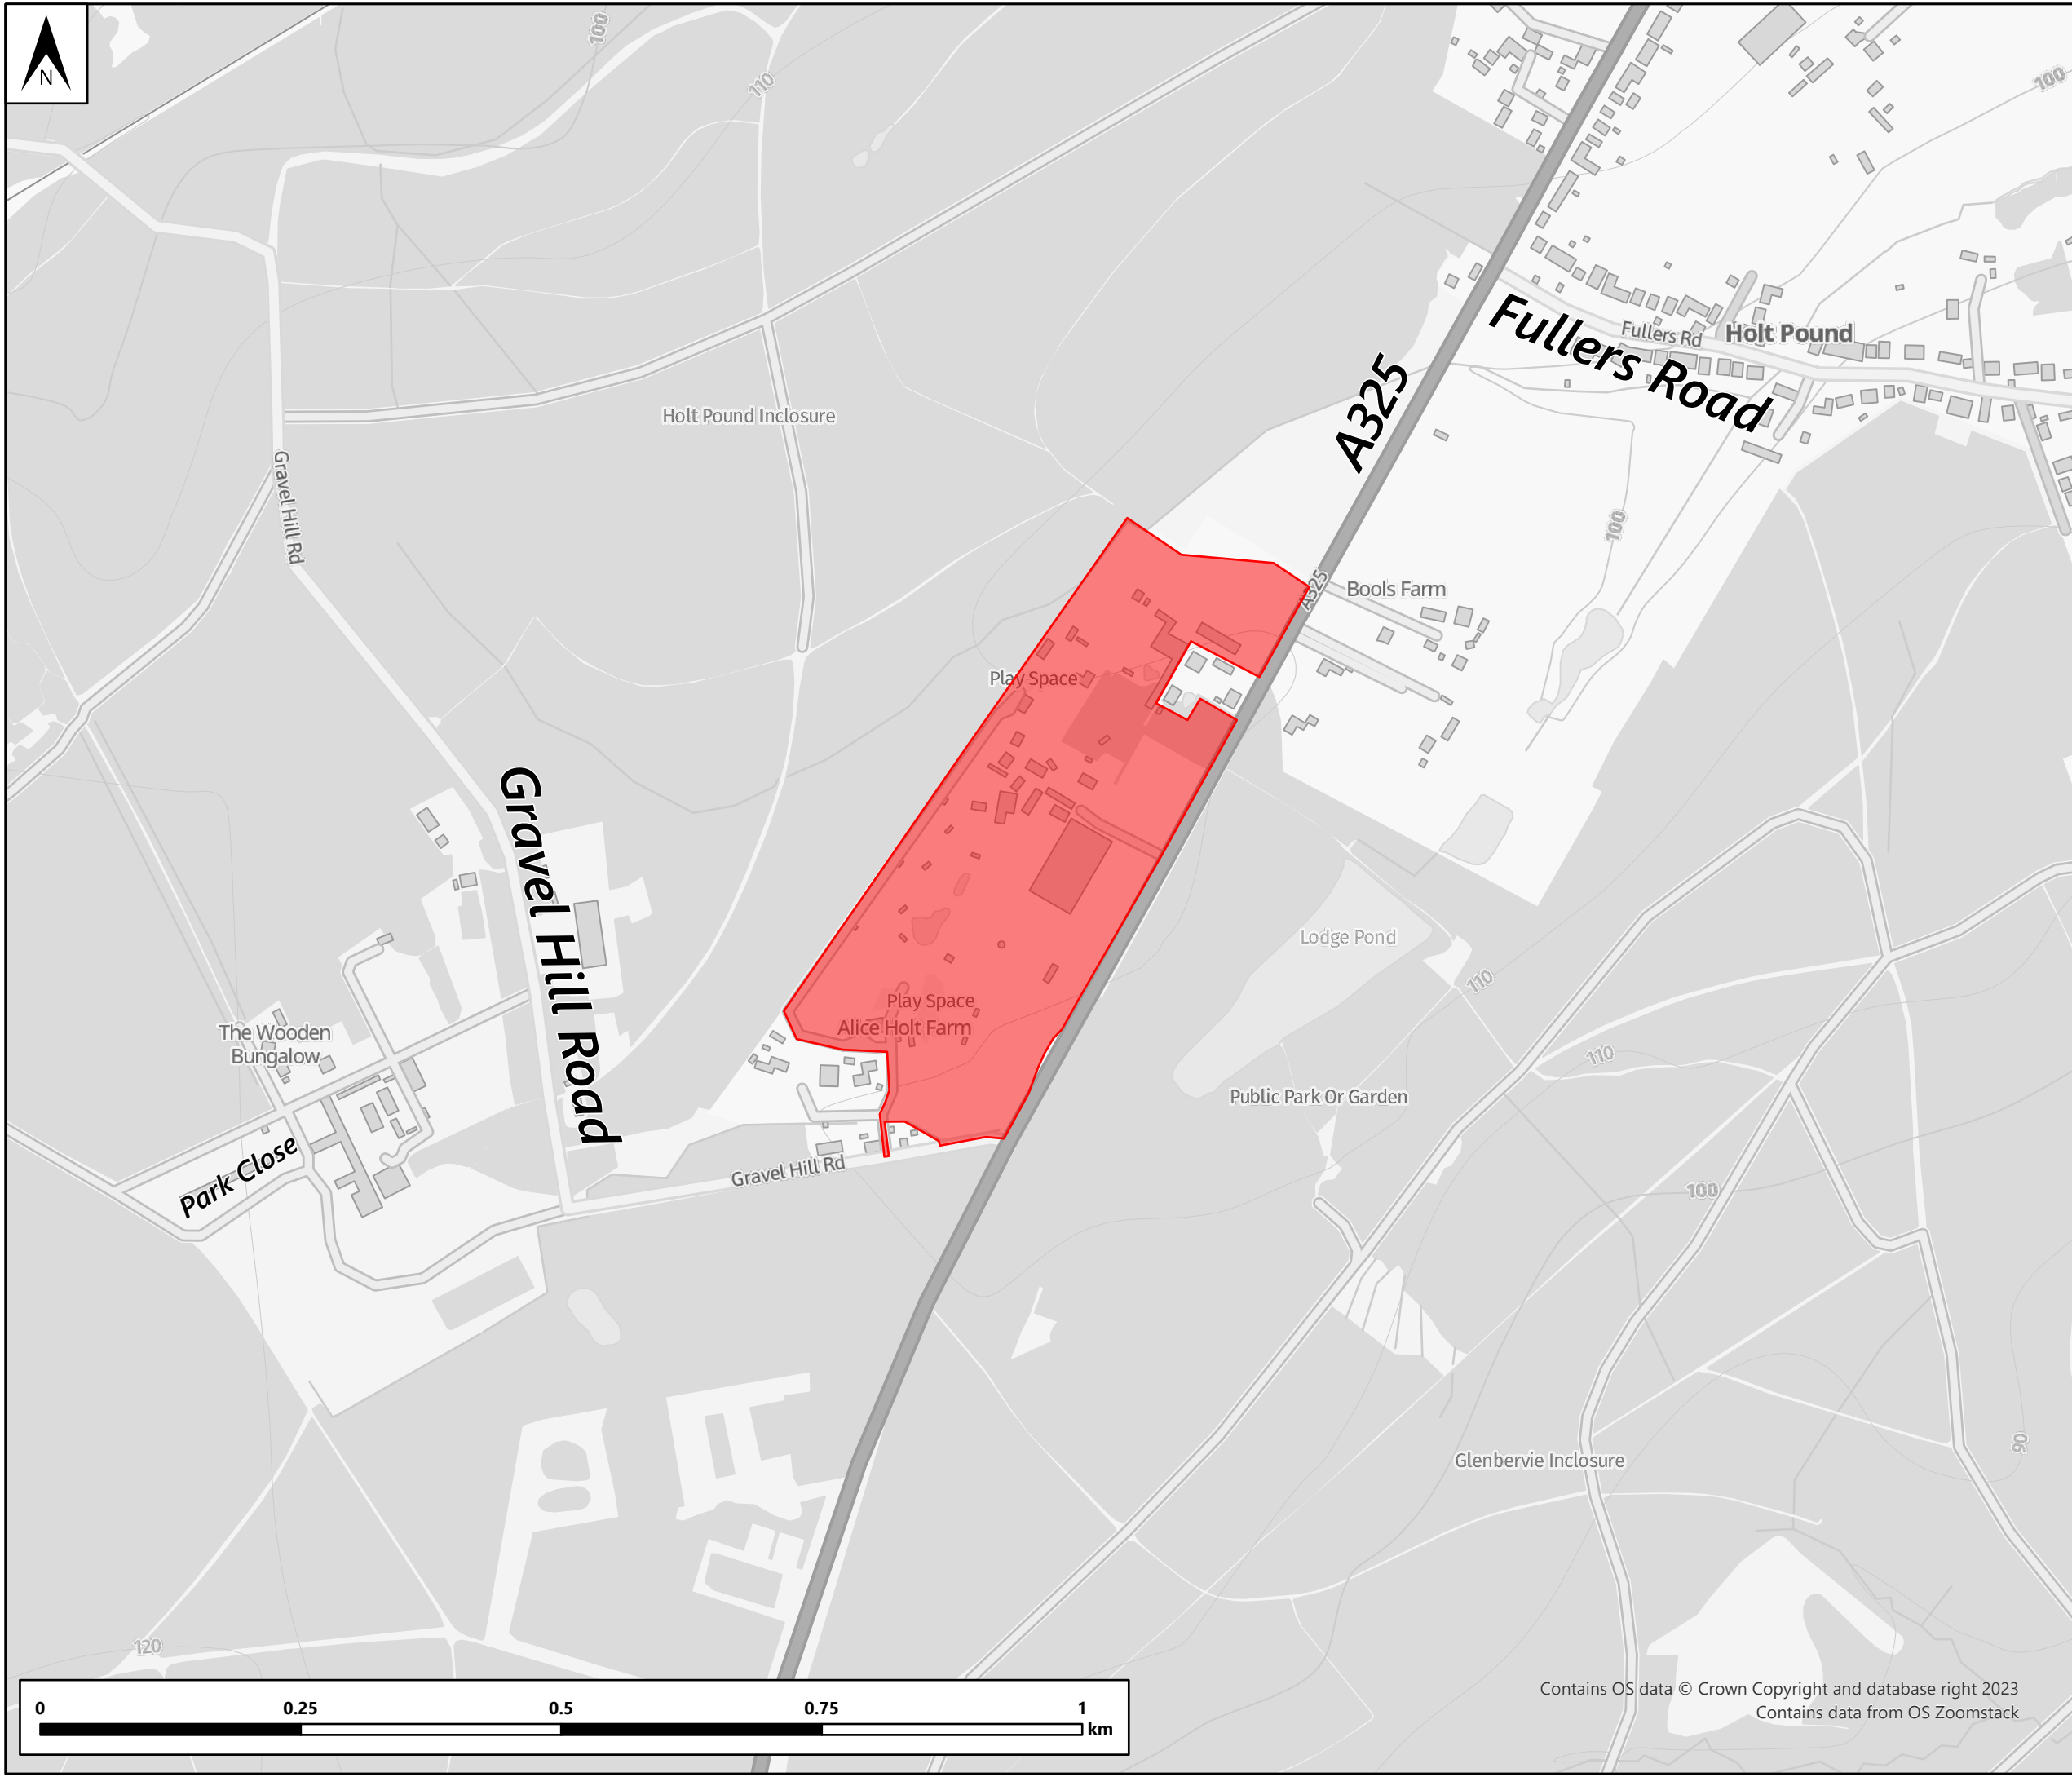 N
100
110
100
Fullers Rd
Holt Pound
Fullers Road
A325
Holt Pound Inclosure
Gravel Hill Rd
100
A325
Bools Farm
Play Space
Gravel Hill Road
Lodge Pond
110
Play Space
Alice Holt Farm
The Wooden
Bungalow
110
Public Park Or Garden
Park Close
Gravel Hill Rd
100
90
Glenbervie Inclosure
120
Contains OS data © Crown Copyright and database right 2023
Contains data from OS Zoomstack
0 0.25 0.5 0.75 1
km